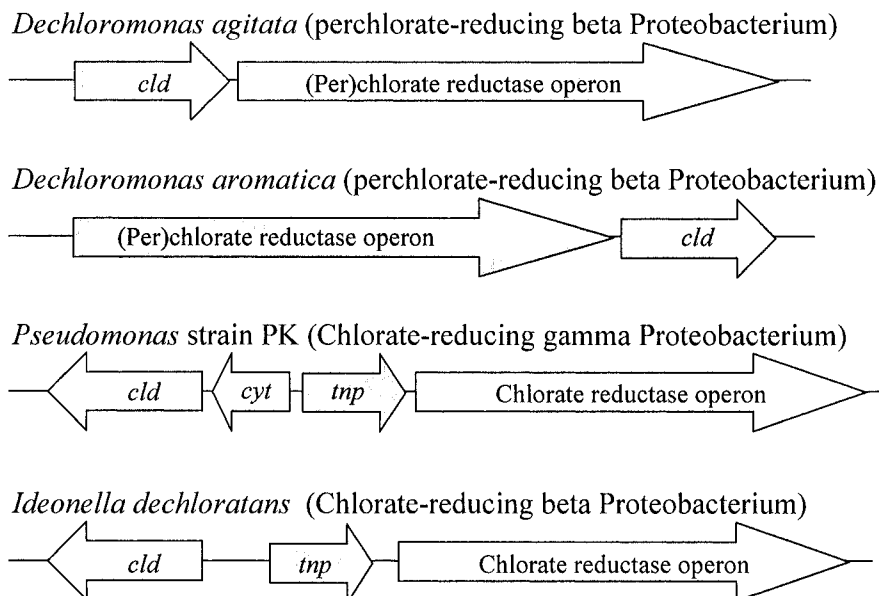 Dechloromonas agitata (perchlorate-reducing beta Proteobacterium)
cld (Per)chlorate reductase operon
Dechloromonas aromatica (perchlorate-reducing beta Proteobacterium)
(Per)chlorate reductase operon cld
Pseudomonas strain PK (Chlorate-reducing gamma Proteobacterium)
cld cyt tnp Chlorate reductase operon
Ideonella dechloratans (Chlorate-reducing beta Proteobacterium)
cld tnp Chlorate reductase operon